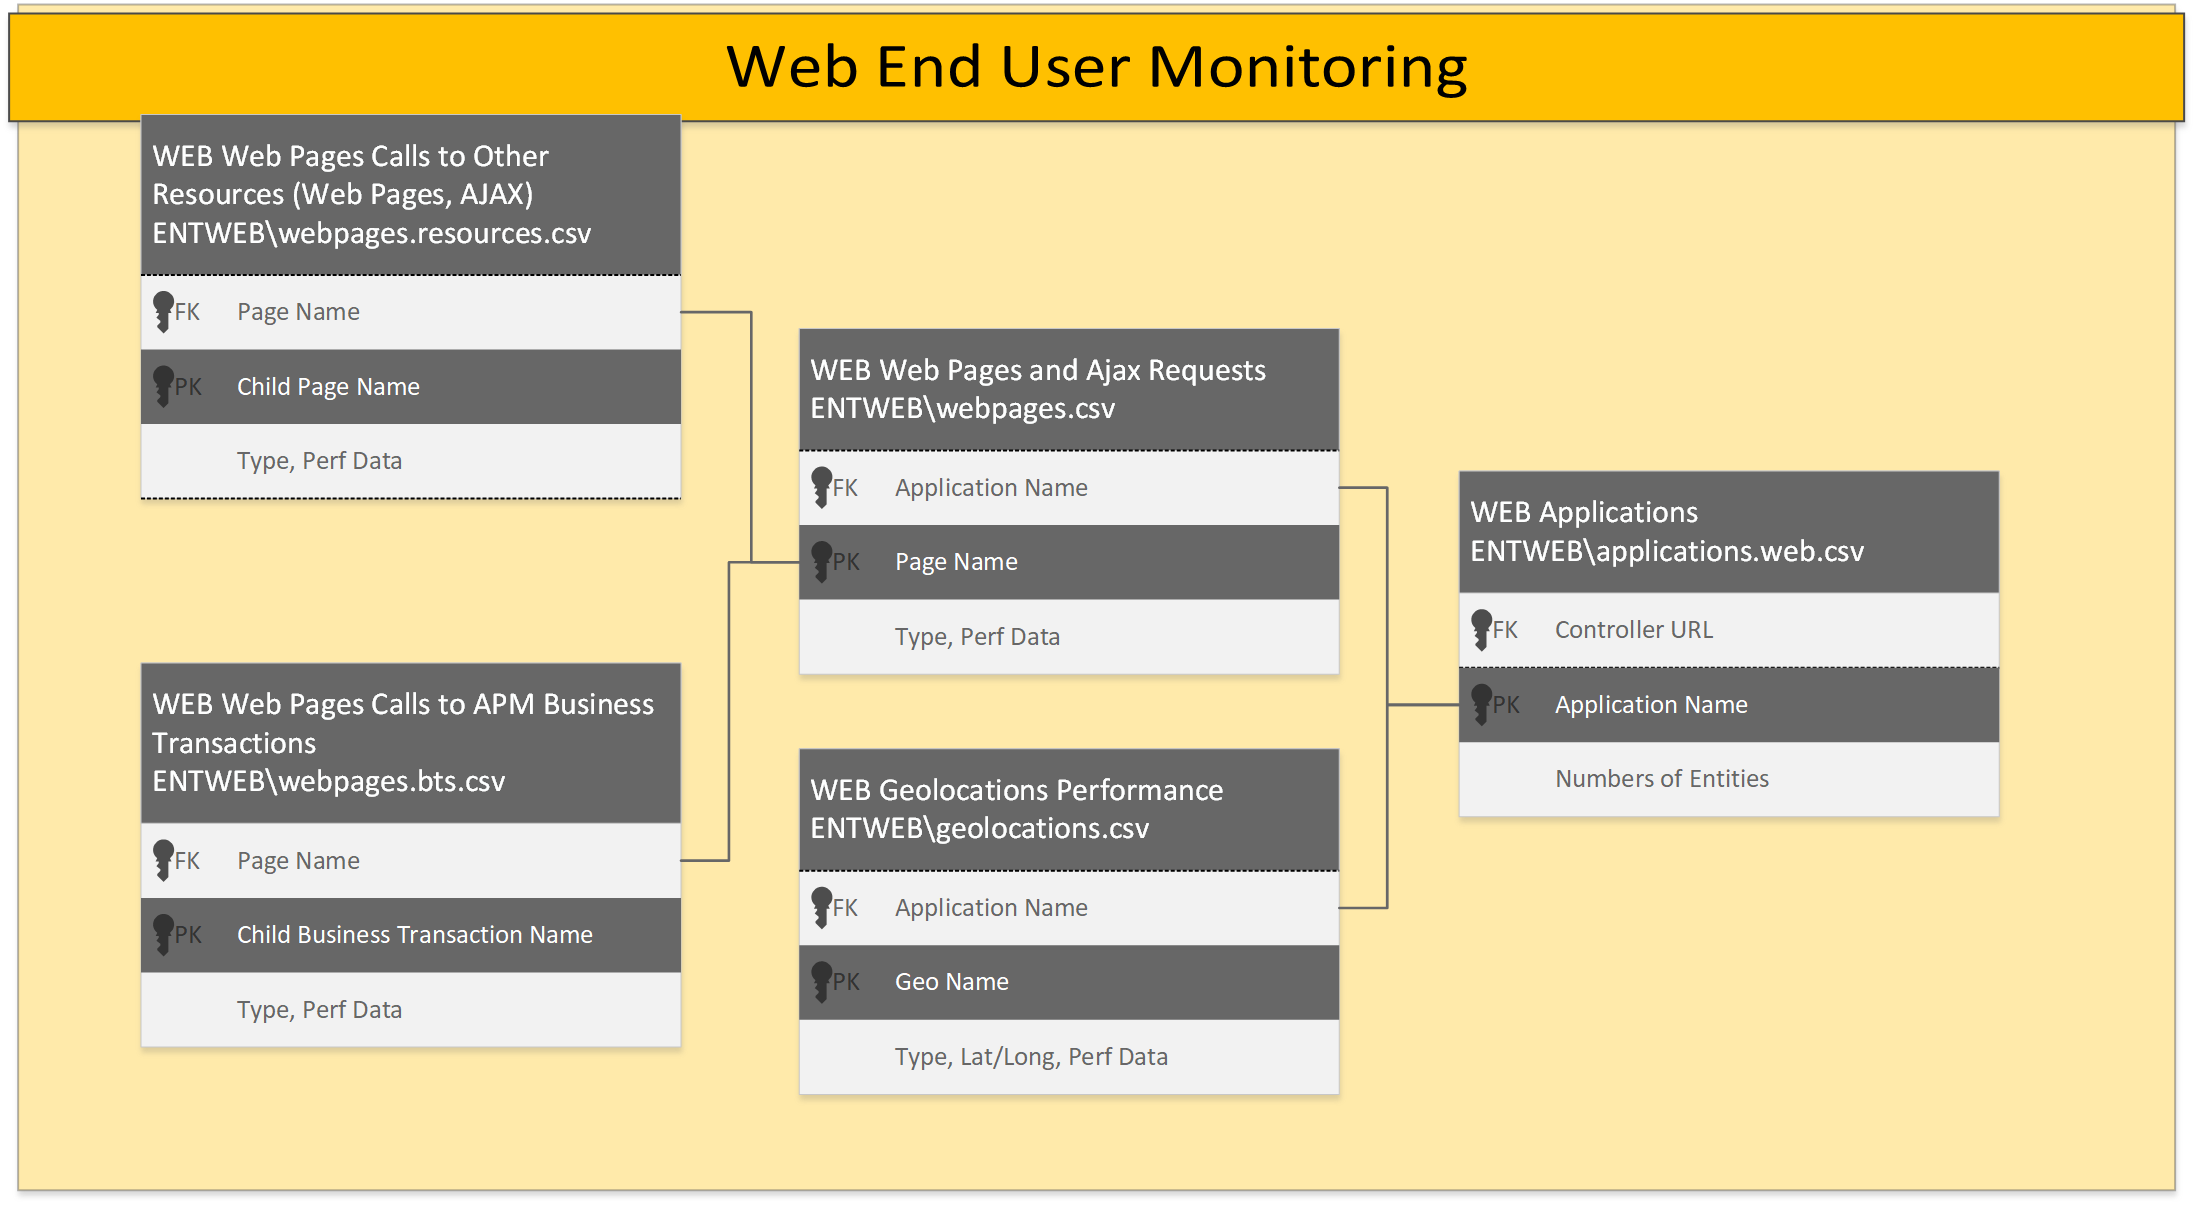 Web End User Monitoring
WEB Web Pages Calls to Other
Resources (Web Pages, AJAX)
ENTWEB\webpages.resources.csv
FK Page Name
PK Child Page Name
Type, Perf Data
WEB Web Pages Calls to APM Business
Transactions
ENTWEB\webpages.bts.csv
FK Page Name
PK Child Business Transaction Name
Type, Perf Data
WEB Web Pages and Ajax Requests
ENTWEB\webpages.csv
FK Application Name
PK Page Name
Type, Perf Data
WEB Geolocations Performance
ENTWEB\geolocations.csv
FK Application Name
PK Geo Name
Type, Lat/Long, Perf Data
WEB Applications
ENTWEB\applications.web.csv
FK Controller URL
PK Application Name
Numbers of Entities